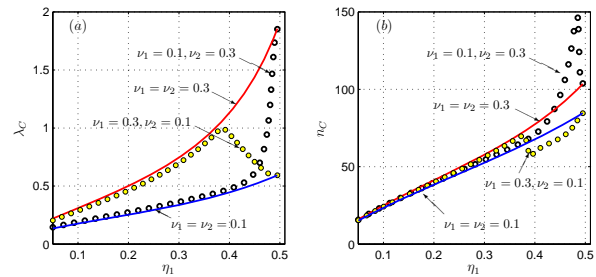 (a)
2
1.5
1
0.5
0
λ_C
ν₁ = 0.1, ν₂ = 0.3
ν₁ = ν₂ = 0.3
ν₁ = 0.3, ν₂ = 0.1
ν₁ = ν₂ = 0.1
0.1 0.2 0.3 0.4 0.5
η₁
(b)
150
100
50
0
n_C
ν₁ = 0.1, ν₂ = 0.3
ν₁ = ν₂ = 0.3
ν₁ = 0.3, ν₂ = 0.1
ν₁ = ν₂ = 0.1
0.1 0.2 0.3 0.4 0.5
η₁